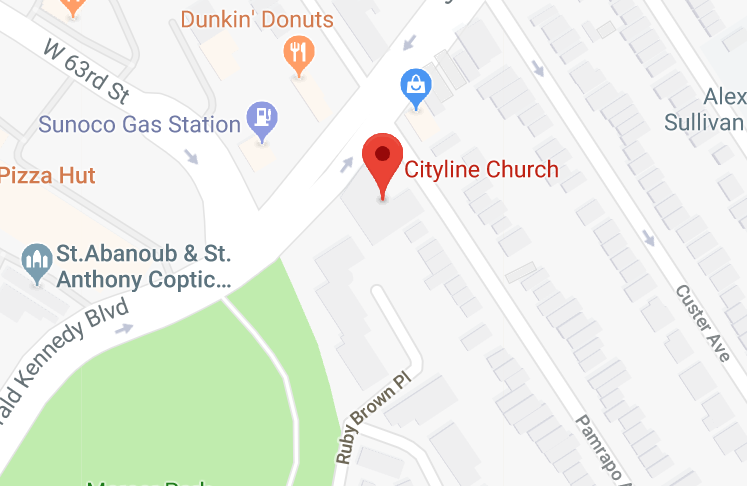 Dunkin' Donuts
W 63rd St
Sunoco Gas Station
Alex
Sullivan
Cityline Church
Pizza Hut
St.Abanoub & St.
Anthony Coptic...
ald Kennedy Blvd
Custer Ave
Ruby Brown Pl
Pamrapo A